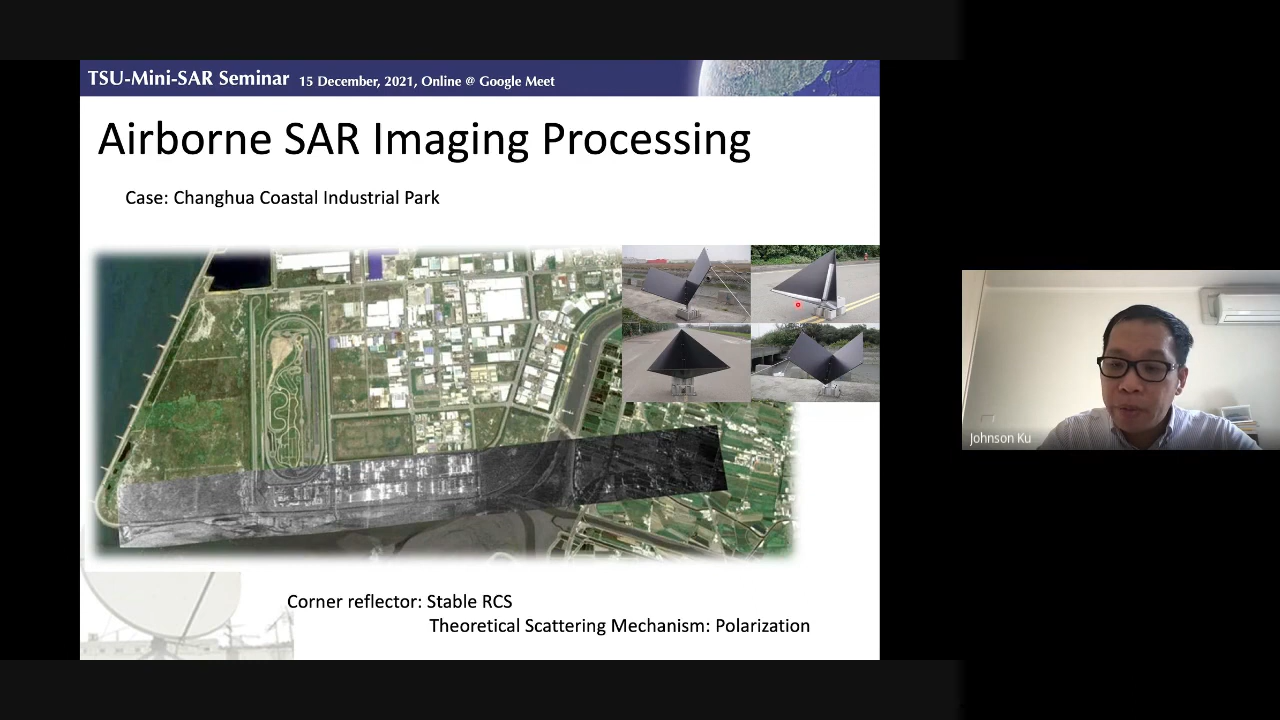 TSU-Mini-SAR Seminar 15 December, 2021, Online @ Google Meet
Airborne SAR Imaging Processing
Case: Changhua Coastal Industrial Park
Corner reflector: Stable RCS
Theoretical Scattering Mechanism: Polarization
Johnson Ku